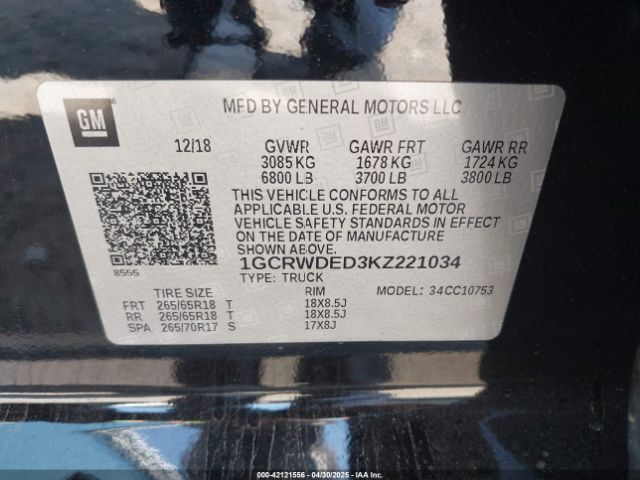 GM
MFD BY GENERAL MOTORS LLC
12/18 GVWR GAWR FRT GAWR RR
3085 KG 1678 KG 1724 KG
6800 LB 3700 LB 3800 LB
THIS VEHICLE CONFORMS TO ALL
APPLICABLE U.S. FEDERAL MOTOR
VEHICLE SAFETY STANDARDS IN EFFECT
ON THE DATE OF MANUFACTURE
SHOWN ABOVE.
8555
1GCRWDED3KZ221034
TYPE: TRUCK MODEL: 34CC10753
TIRE SIZE RIM
FRT 265/65R18 T 18X8.5J
RR 265/65R18 T 18X8.5J
SPA 265/70R17 S 17X8J
000-42121556 - 04/30/2025 - IAAI.COM